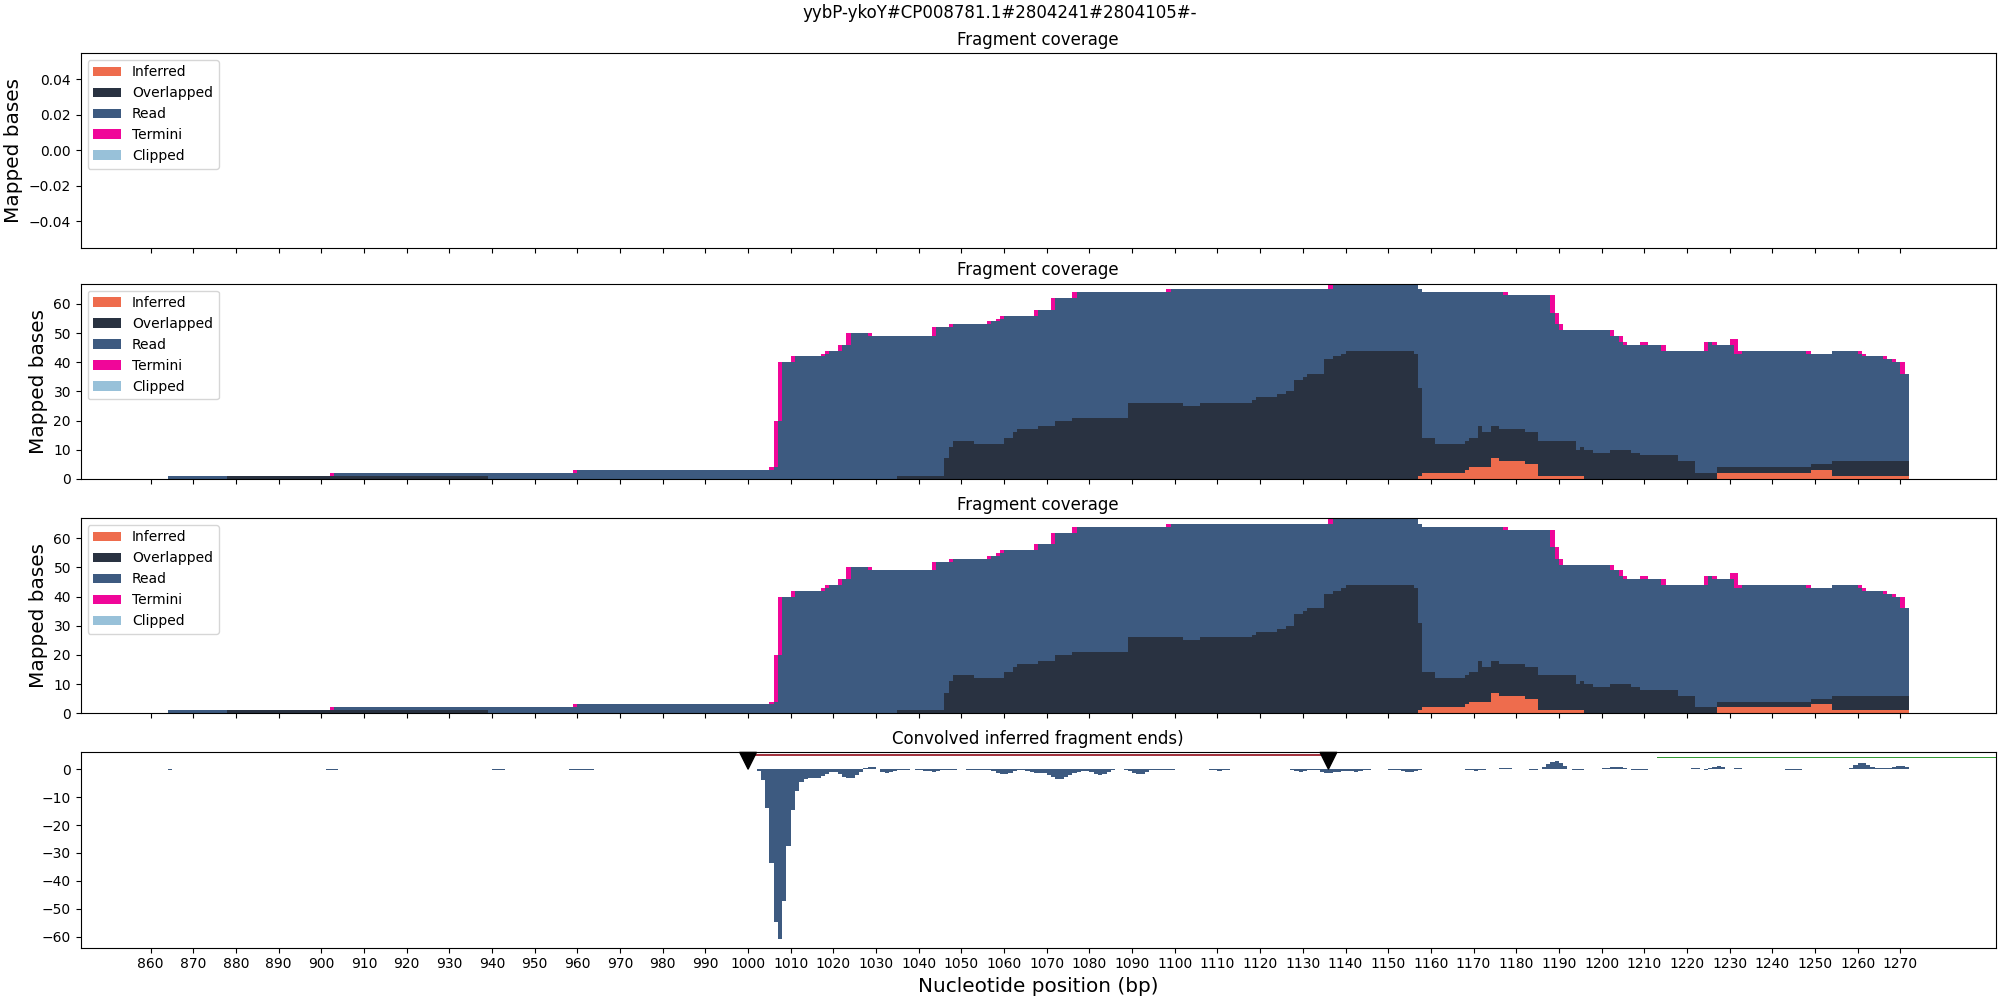 yybP-ykoY#CP008781.1#2804241#2804105#-
Fragment coverage
Mapped bases
0.04
0.02
0.00
−0.02
−0.04
Inferred
Overlapped
Read
Termini
Clipped
Fragment coverage
Mapped bases
60
50
40
30
20
10
0
Inferred
Overlapped
Read
Termini
Clipped
Fragment coverage
Mapped bases
60
50
40
30
20
10
0
Inferred
Overlapped
Read
Termini
Clipped
Convolved inferred fragment ends)
0
−10
−20
−30
−40
−50
−60
860 870 880 890 900 910 920 930 940 950 960 970 980 990 1000 1010 1020 1030 1040 1050 1060 1070 1080 1090 1100 1110 1120 1130 1140 1150 1160 1170 1180 1190 1200 1210 1220 1230 1240 1250 1260 1270
Nucleotide position (bp)